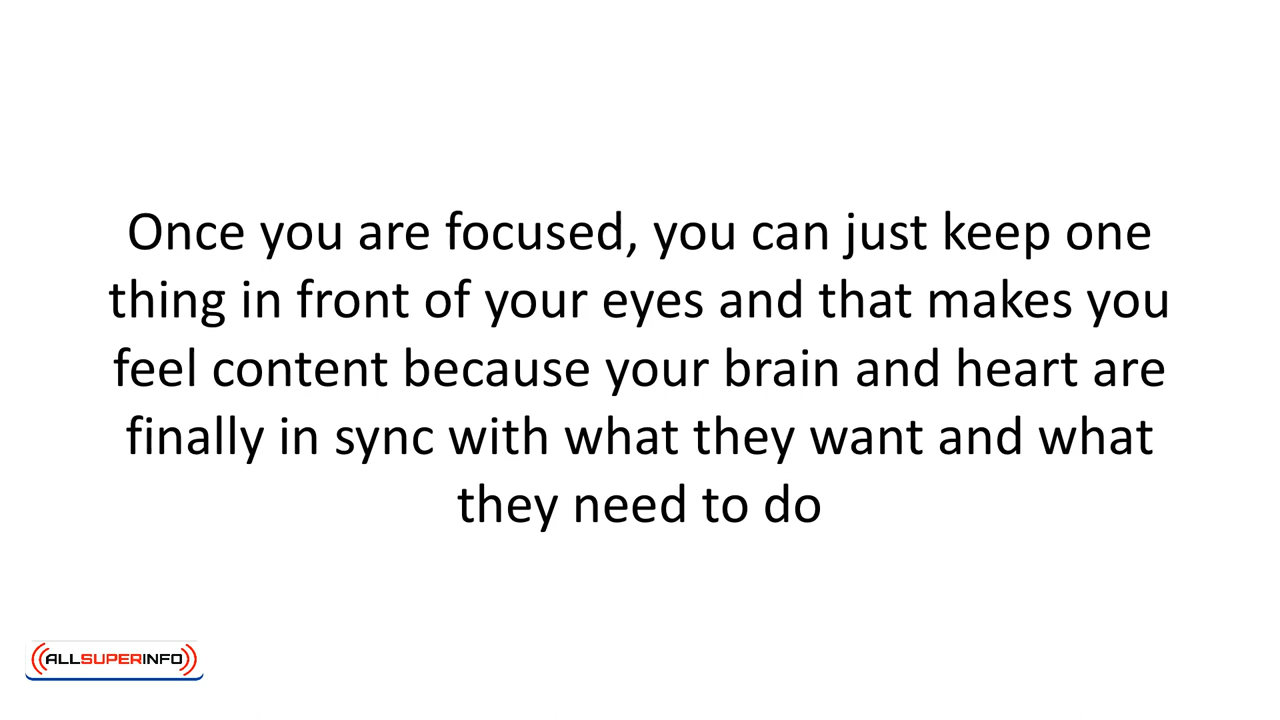 Once you are focused, you can just keep one
thing in front of your eyes and that makes you
feel content because your brain and heart are
finally in sync with what they want and what
they need to do
ALLSUPERINFO